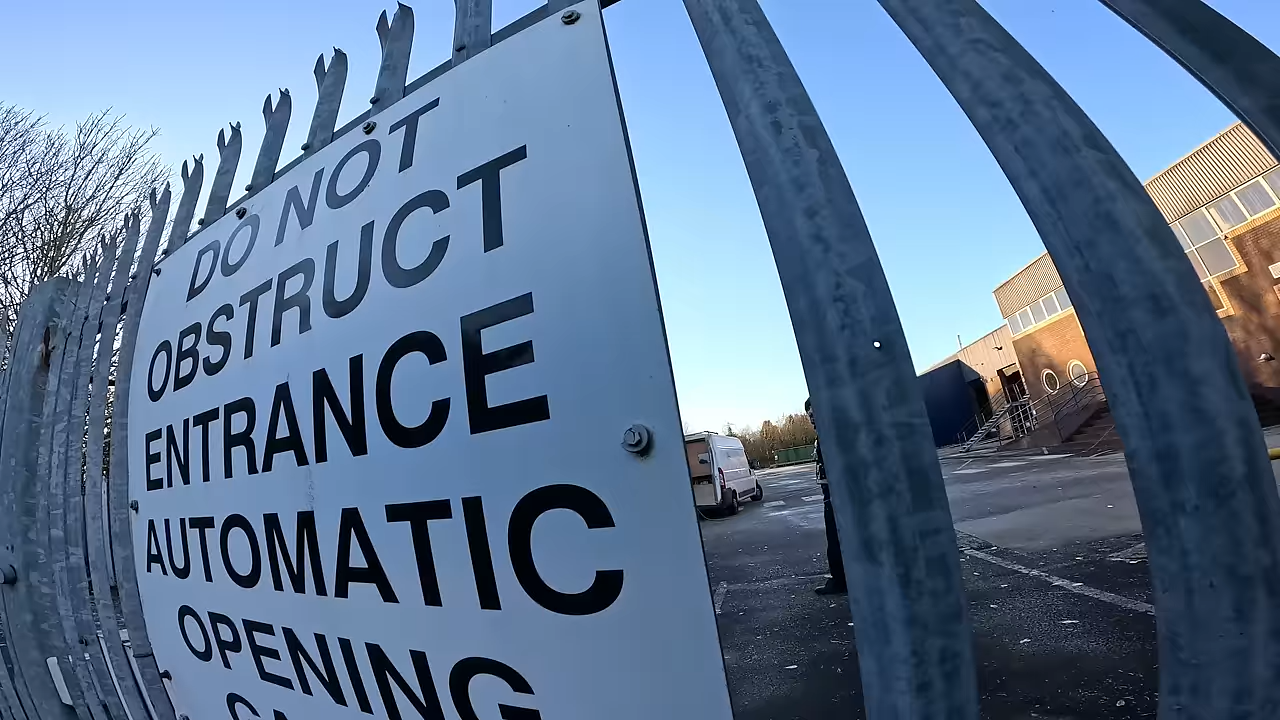 DO NOT
OBSTRUCT
ENTRANCE
AUTOMATIC
OPENING